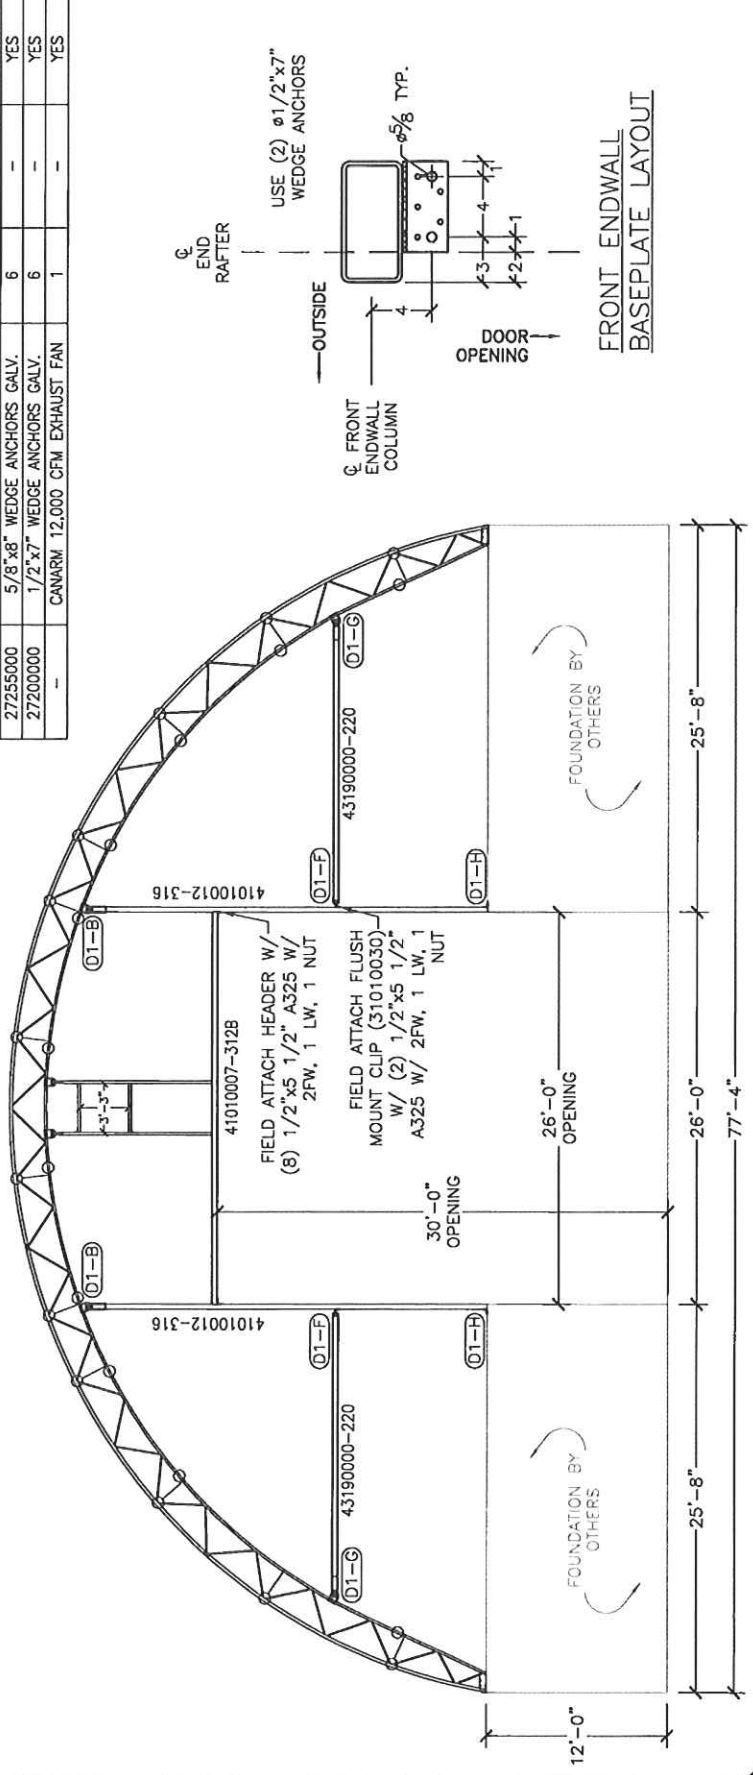 27255000 5/8"x8" WEDGE ANCHORS GALV. 6 - YES
27200000 1/2"x7" WEDGE ANCHORS GALV. 6 - YES
- CANARM 12,000 CFM EXHAUST FAN 1 - YES
D1-B
D1-B
3'-3"
41010012-316
41010012-316
41010007-312B
FIELD ATTACH HEADER W/
(8) 1/2"x5 1/2" A325 W/
2FW, 1 LW, 1 NUT
D1-G
43190000-220
D1-F
D1-F
43190000-220
D1-G
FIELD ATTACH FLUSH
MOUNT CLIP (31010030)
W/ (2) 1/2"x5 1/2"
A325 W/ 2FW, 1 LW, 1
NUT
30'-0"
OPENING
D1-H
D1-H
26'-0"
OPENING
FOUNDATION BY
OTHERS
FOUNDATION BY
OTHERS
12'-0"
25'-8"
26'-0"
25'-8"
77'-4"
℄
END
RAFTER
USE (2) ø1/2"x7"
WEDGE ANCHORS
OUTSIDE
ø5/8 TYP.
℄ FRONT
ENDWALL
COLUMN
4
3
4
1
2
1
DOOR
OPENING
FRONT ENDWALL
BASEPLATE LAYOUT